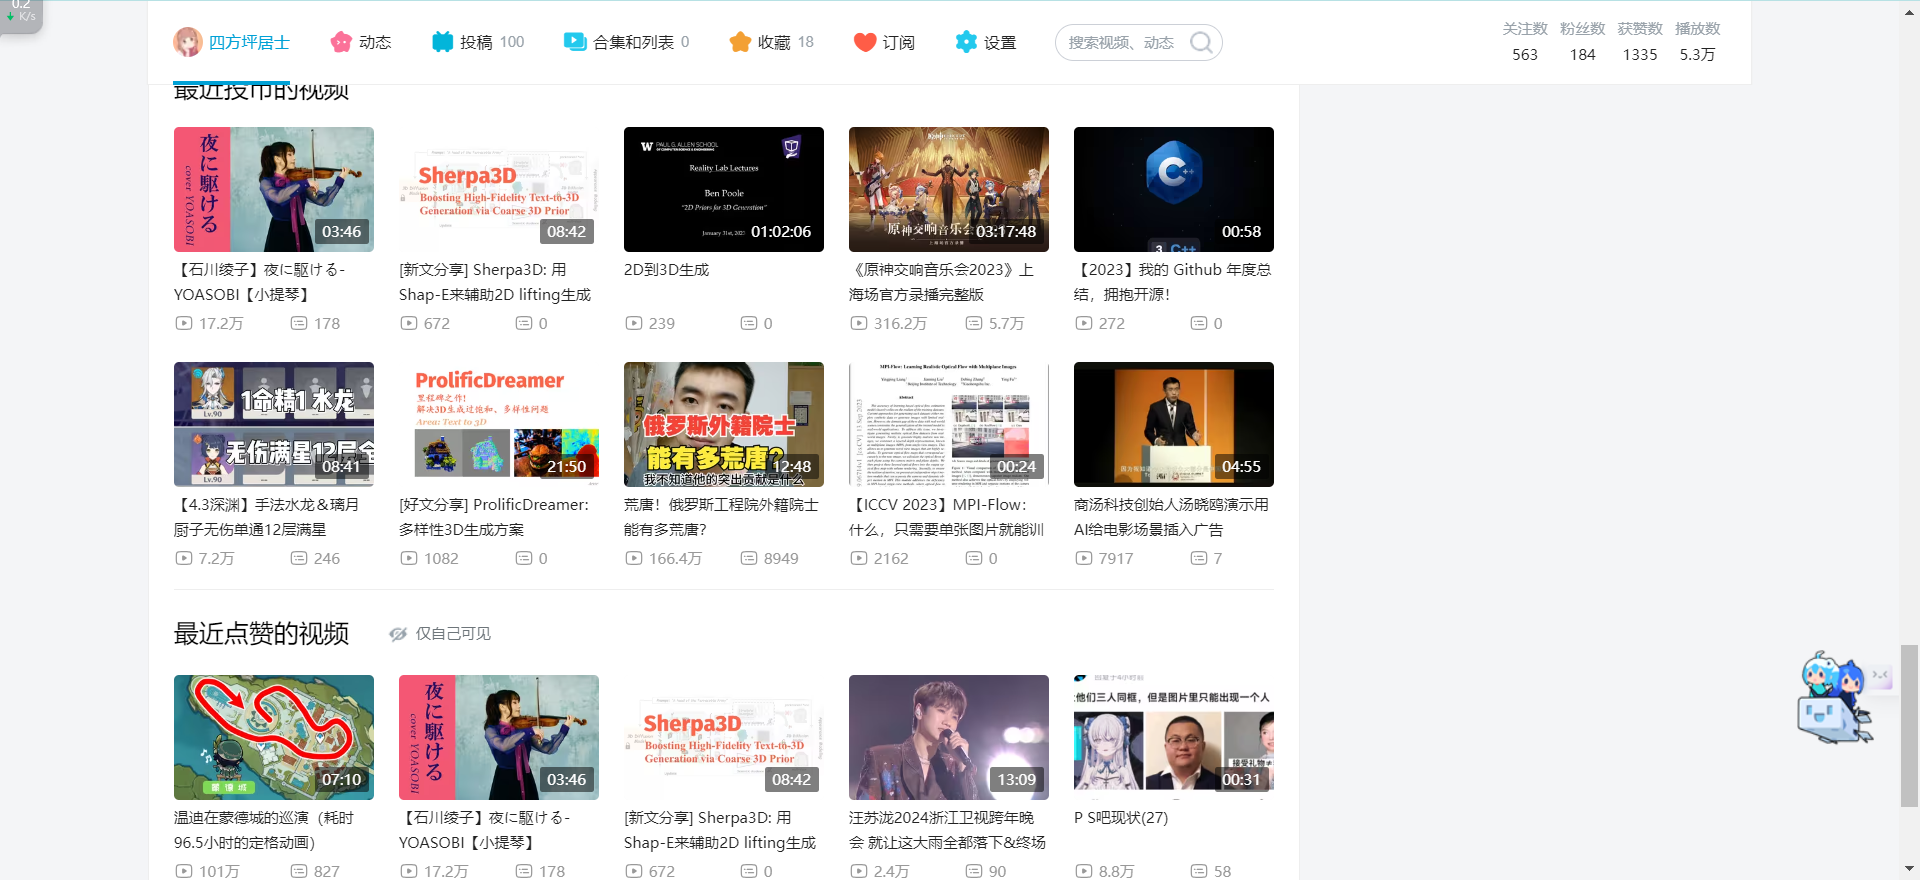 0.2
K/s
四方坪居士
动态
投稿 100
合集和列表 0
收藏 18
订阅
设置
搜索视频、动态
关注数 粉丝数 获赞数 播放数
563 184 1335 5.3万
最近投币的视频
夜に駆ける
cover YOASOBI
03:46
Sherpa3D
Boosting High-Fidelity Text-to-3D
Generation via Coarse 3D Prior
08:42
W PAUL G. ALLEN SCHOOL
OF COMPUTER SCIENCE & ENGINEERING
Reality Lab Lectures
Ben Poole
"2D Priors for 3D Generation"
01:02:06
原神交响音乐会
03:17:48
C++
3 C++
00:58
【石川绫子】夜に駆ける-
YOASOBI【小提琴】
17.2万 178
[新文分享] Sherpa3D: 用
Shap-E来辅助2D lifting生成
672 0
2D到3D生成
239 0
《原神交响音乐会2023》上
海场官方录播完整版
316.2万 5.7万
【2023】我的 Github 年度总
结，拥抱开源！
272 0
1命精1 水龙
Lv.90
无伤满星12层全
Lv.90
08:41
ProlificDreamer
里程碑之作!
解决3D生成过饱和、多样性问题
Area: Text to 3D
21:50
俄罗斯外籍院士
能有多荒唐?
我不知道他的突出贡献是什么
12:48
MPI-Flow: Learning Realistic Optical Flow with Multiplane Images
Abstract
00:24
04:55
【4.3深渊】手法水龙＆璃月
厨子无伤单通12层满星
7.2万 246
[好文分享] ProlificDreamer:
多样性3D生成方案
1082 0
荒唐！俄罗斯工程院外籍院士
能有多荒唐？
166.4万 8949
【ICCV 2023】MPI-Flow：
什么，只需要单张图片就能训
2162 0
商汤科技创始人汤晓鸥演示用
AI给电影场景插入广告
7917 7
最近点赞的视频
仅自己可见
07:10
夜に駆ける
cover YOASOBI
03:46
Sherpa3D
Boosting High-Fidelity Text-to-3D
Generation via Coarse 3D Prior
08:42
13:09
他们三人同框，但是图片里只能出现一个人
接受礼物
00:31
温迪在蒙德城的巡演（耗时
96.5小时的定格动画)
101万 827
【石川绫子】夜に駆ける-
YOASOBI【小提琴】
17.2万 178
[新文分享] Sherpa3D: 用
Shap-E来辅助2D lifting生成
672 0
汪苏泷2024浙江卫视跨年晚
会 就让这大雨全都落下&终场
2.4万 90
P S吧现状(27)
8.8万 58